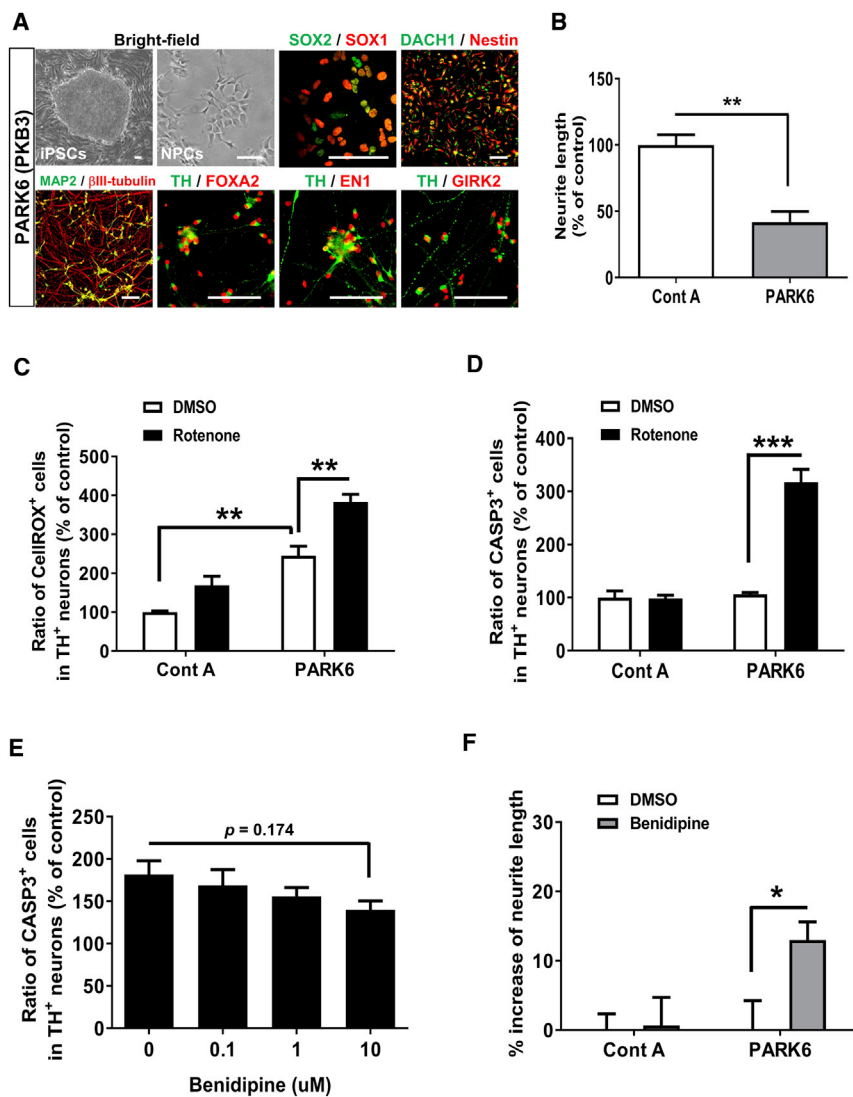 A
Bright-field
SOX2 / SOX1
DACH1 / Nestin
PARK6 (PKB3)
iPSCs
NPCs
MAP2 / βIII-tubulin
TH / FOXA2
TH / EN1
TH / GIRK2
B
Neurite length
(% of control)
150
100
50
0
**
Cont A
PARK6
C
DMSO
Rotenone
Ratio of CellROX+ cells
in TH+ neurons (% of control)
500
400
300
200
100
0
**
**
Cont A
PARK6
D
DMSO
Rotenone
Ratio of CASP3+ cells
in TH+ neurons (% of control)
400
300
200
100
0
***
Cont A
PARK6
E
Ratio of CASP3+ cells
in TH+ neurons (% of control)
250
200
150
100
50
0
p = 0.174
0
0.1
1
10
Benidipine (uM)
F
DMSO
Benidipine
% increase of neurite length
30
20
10
0
*
Cont A
PARK6